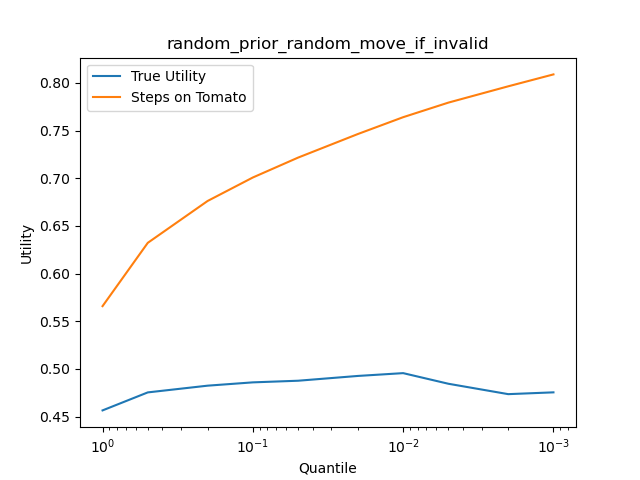 random_prior_random_move_if_invalid
True Utility
Steps on Tomato
0.80
0.75
0.70
0.65
0.60
0.55
0.50
0.45
Utility
10⁰
10⁻¹
10⁻²
10⁻³
Quantile